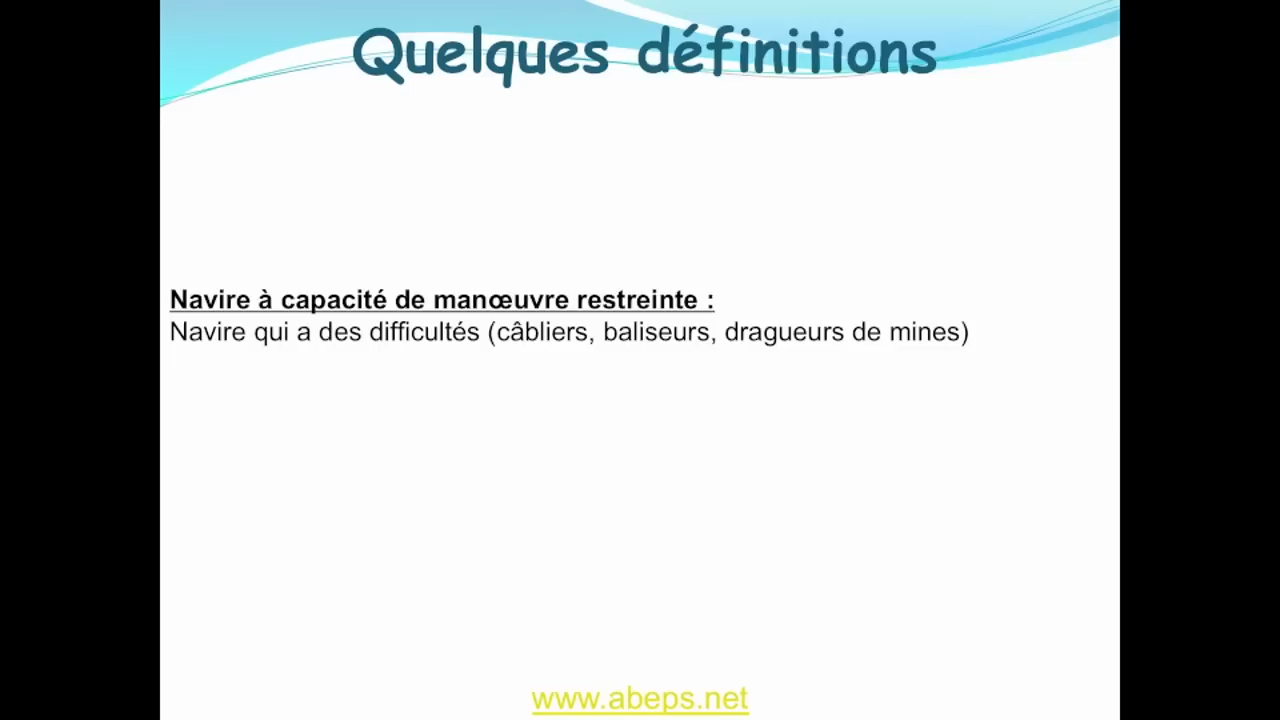 Quelques définitions
Navire à capacité de manœuvre restreinte :
Navire qui a des difficultés (câbliers, baliseurs, dragueurs de mines)
www.abeps.net